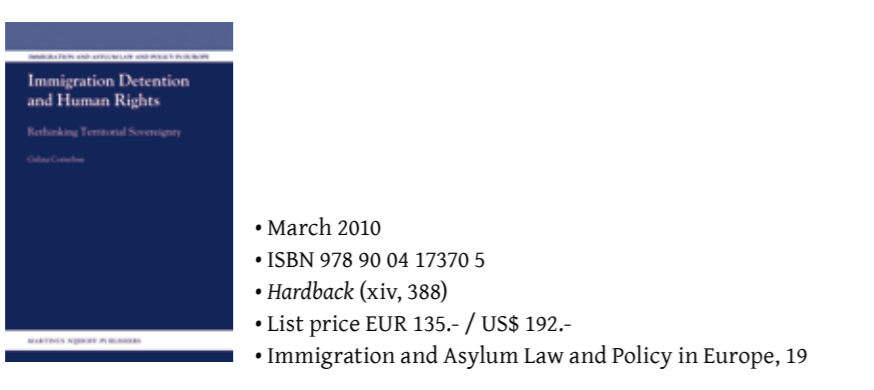 IMMIGRATION AND ASYLUM LAW AND POLICY IN EUROPE
Immigration Detention
and Human Rights
Rethinking Territorial Sovereignty
Galina Cornelisse
MARTINUS NIJHOFF PUBLISHERS
• March 2010
• ISBN 978 90 04 17370 5
• Hardback (xiv, 388)
• List price EUR 135.- / US$ 192.-
• Immigration and Asylum Law and Policy in Europe, 19